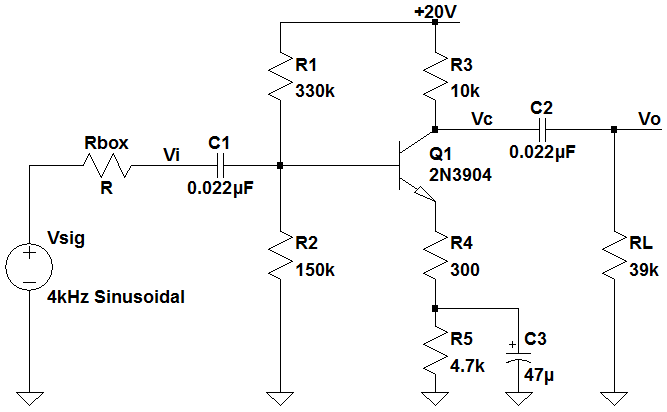 +20V
R1
330k
R3
10k
Rbox
R
Vi
C1
0.022µF
Vc
C2
0.022µF
Vo
Q1
2N3904
Vsig
4kHz Sinusoidal
R2
150k
R4
300
RL
39k
R5
4.7k
C3
47µ